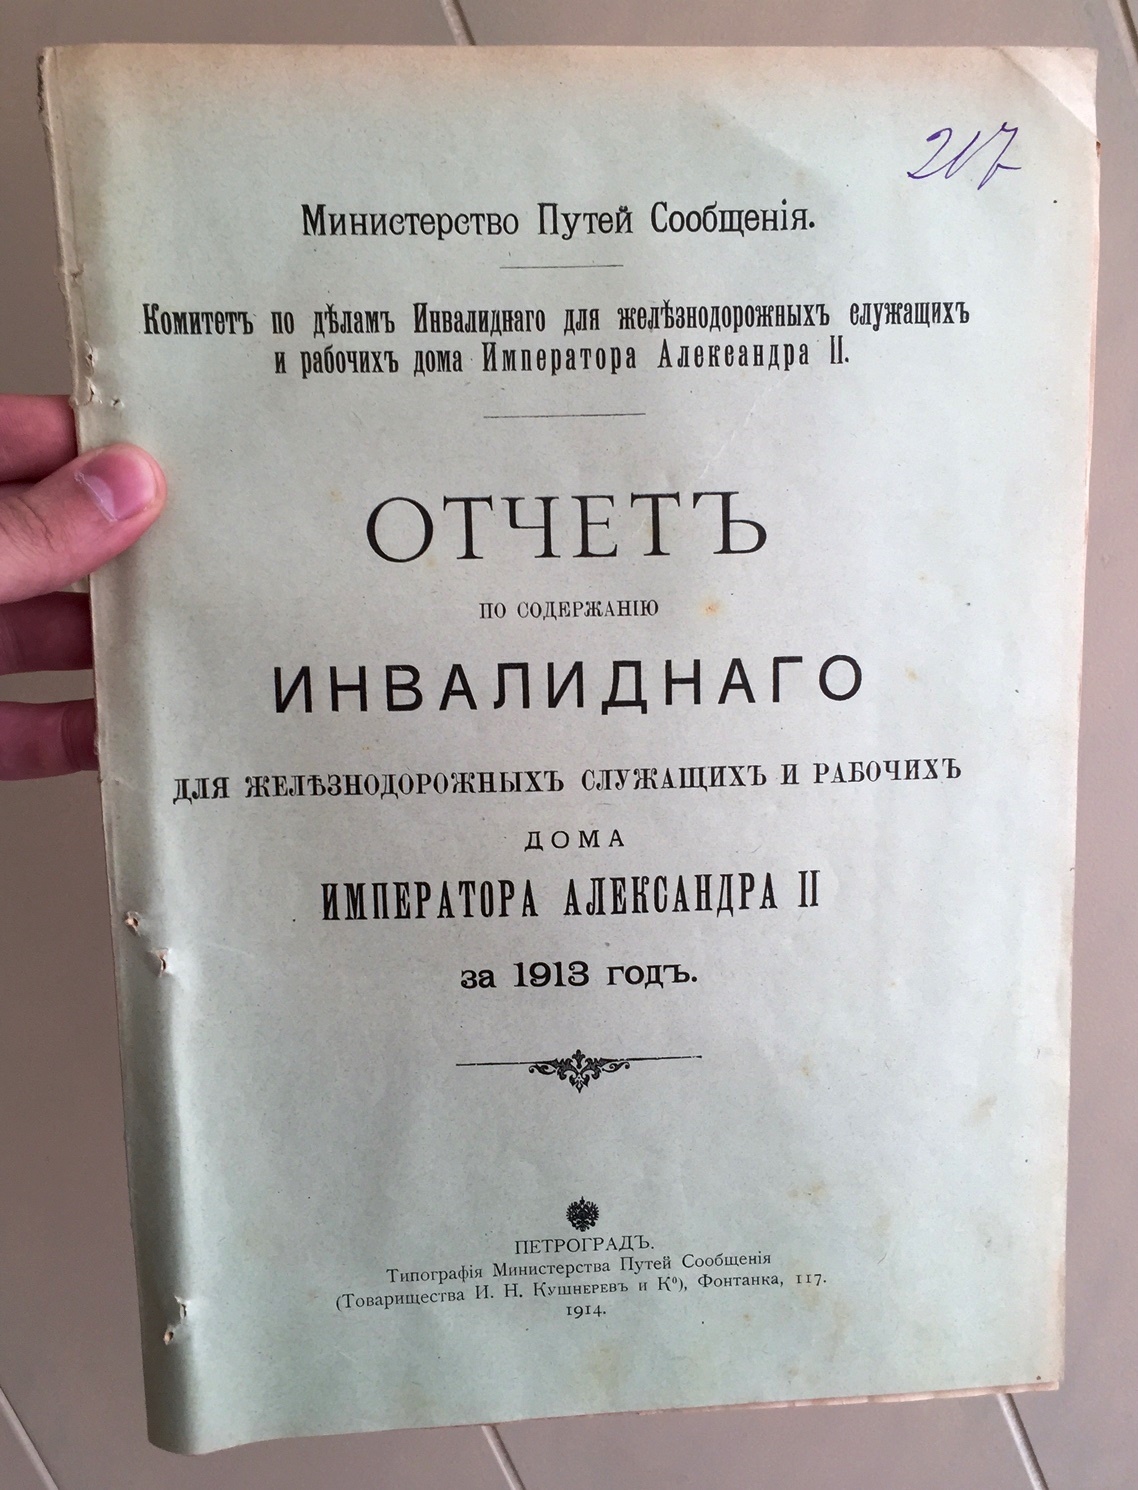 217
Министерство Путей Сообщенія.
Комитетъ по дѣламъ Инвалиднаго для желѣзнодорожныхъ служащихъ
и рабочихъ дома Императора Александра II.
ОТЧЕТЪ
ПО СОДЕРЖАНІЮ
ИНВАЛИДНАГО
ДЛЯ ЖЕЛѢЗНОДОРОЖНЫХЪ СЛУЖАЩИХЪ И РАБОЧИХЪ
ДОМА
ИМПЕРАТОРА АЛЕКСАНДРА II
за 1913 годъ.
ПЕТРОГРАДЪ.
Типографія Министерства Путей Сообщенія
(Товарищества И. Н. Кушнеревъ и Кº), Фонтанка, 117.
1914.